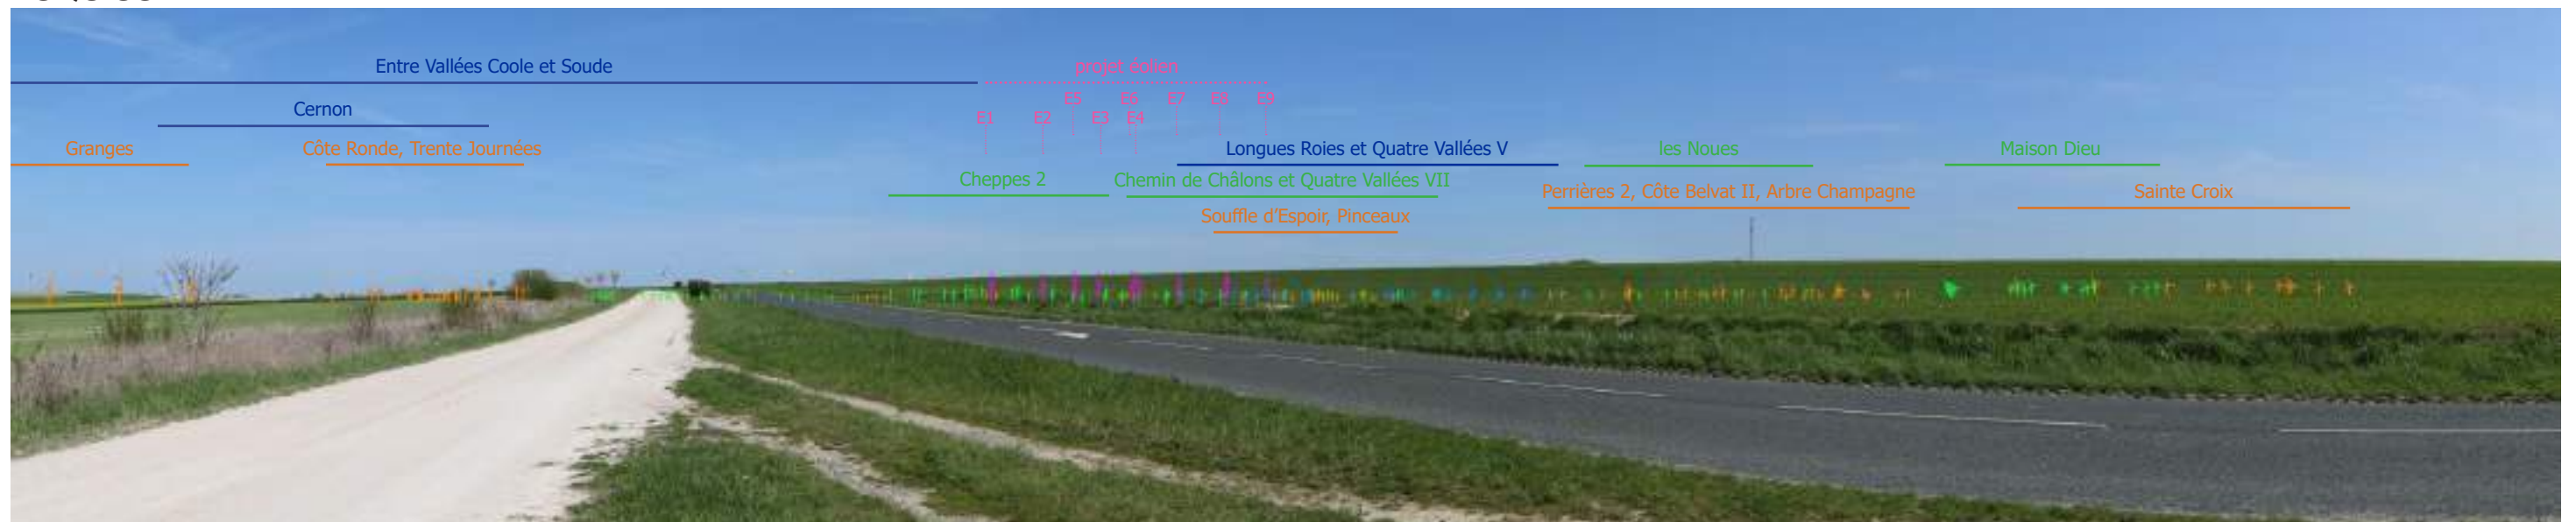 Entre Vallées Coole et Soude
projet éolien
Cernon
E5 E6 E7 E8 E9
E1 E2 E3 E4
Granges
Côte Ronde, Trente Journées
Longues Roies et Quatre Vallées V
les Noues
Maison Dieu
Cheppes 2
Chemin de Châlons et Quatre Vallées VII
Perrières 2, Côte Belvat II, Arbre Champagne
Sainte Croix
Souffle d'Espoir, Pinceaux